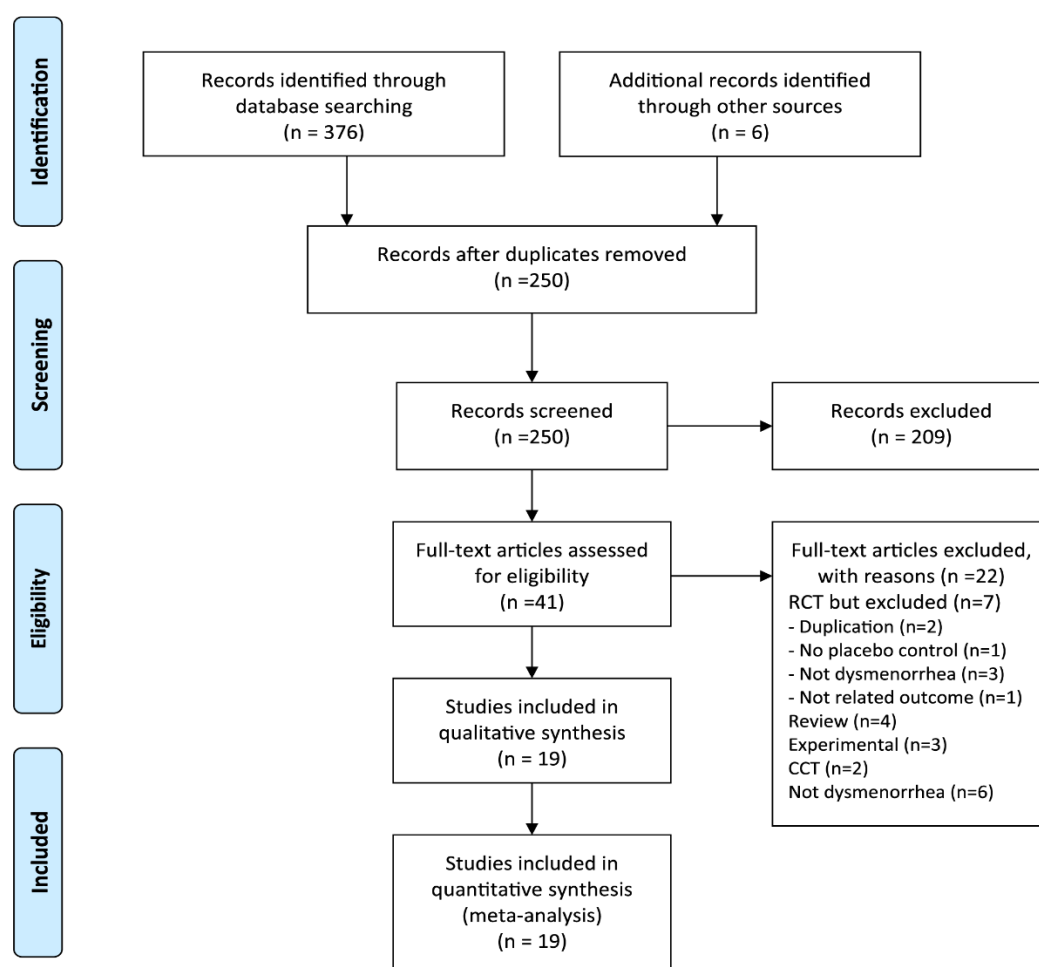 Identification
Records identified through
database searching
(n = 376)
Additional records identified
through other sources
(n = 6)
Records after duplicates removed
(n =250)
Screening
Records screened
(n =250)
Records excluded
(n = 209)
Eligibility
Full-text articles assessed
for eligibility
(n =41)
Full-text articles excluded,
with reasons (n =22)
RCT but excluded (n=7)
- Duplication (n=2)
- No placebo control (n=1)
- Not dysmenorrhea (n=3)
- Not related outcome (n=1)
Review (n=4)
Experimental (n=3)
CCT (n=2)
Not dysmenorrhea (n=6)
Studies included in
qualitative synthesis
(n = 19)
Included
Studies included in
quantitative synthesis
(meta-analysis)
(n = 19)